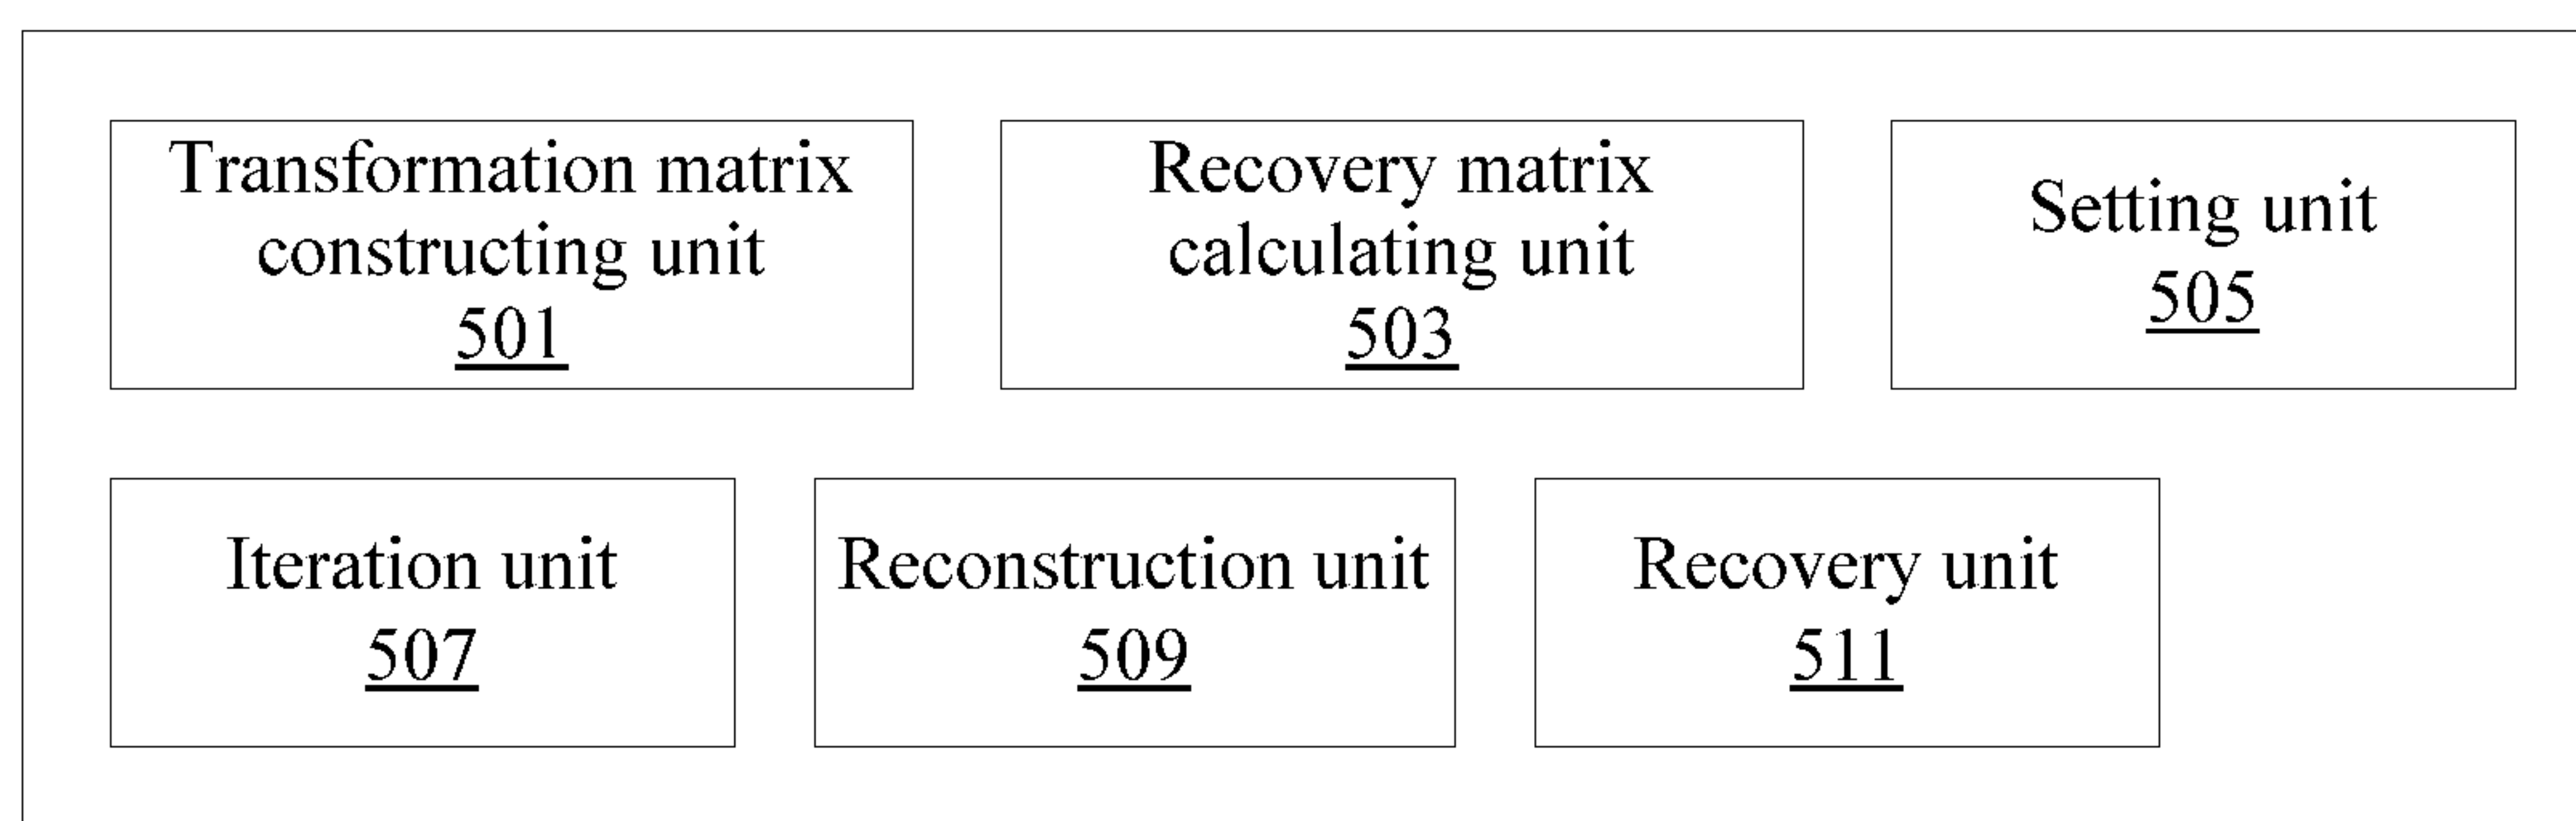 Transformation matrix
constructing unit
501
Recovery matrix
calculating unit
503
Setting unit
505
Iteration unit
507
Reconstruction unit
509
Recovery unit
511